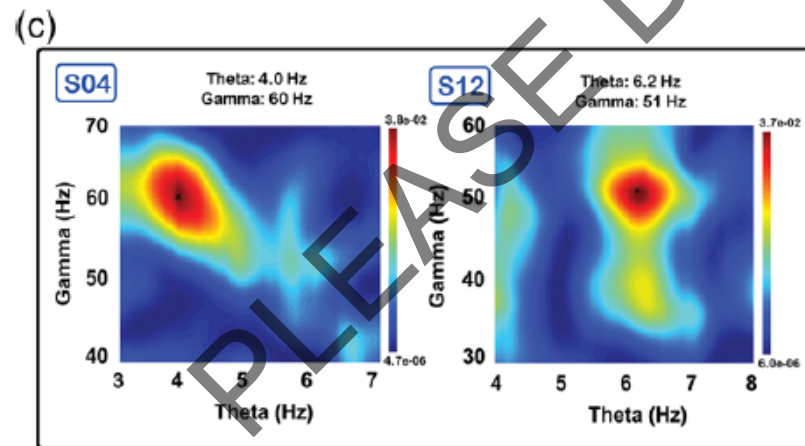 (c)
S04
Theta: 4.0 Hz
Gamma: 60 Hz
S12
Theta: 6.2 Hz
Gamma: 51 Hz
3.8e-02
3.7e-02
70
60
50
40
Gamma (Hz)
3 4 5 6 7
Theta (Hz)
4.7e-06
60
50
40
30
Gamma (Hz)
4 5 6 7 8
Theta (Hz)
6.0e-06
PLEASE D